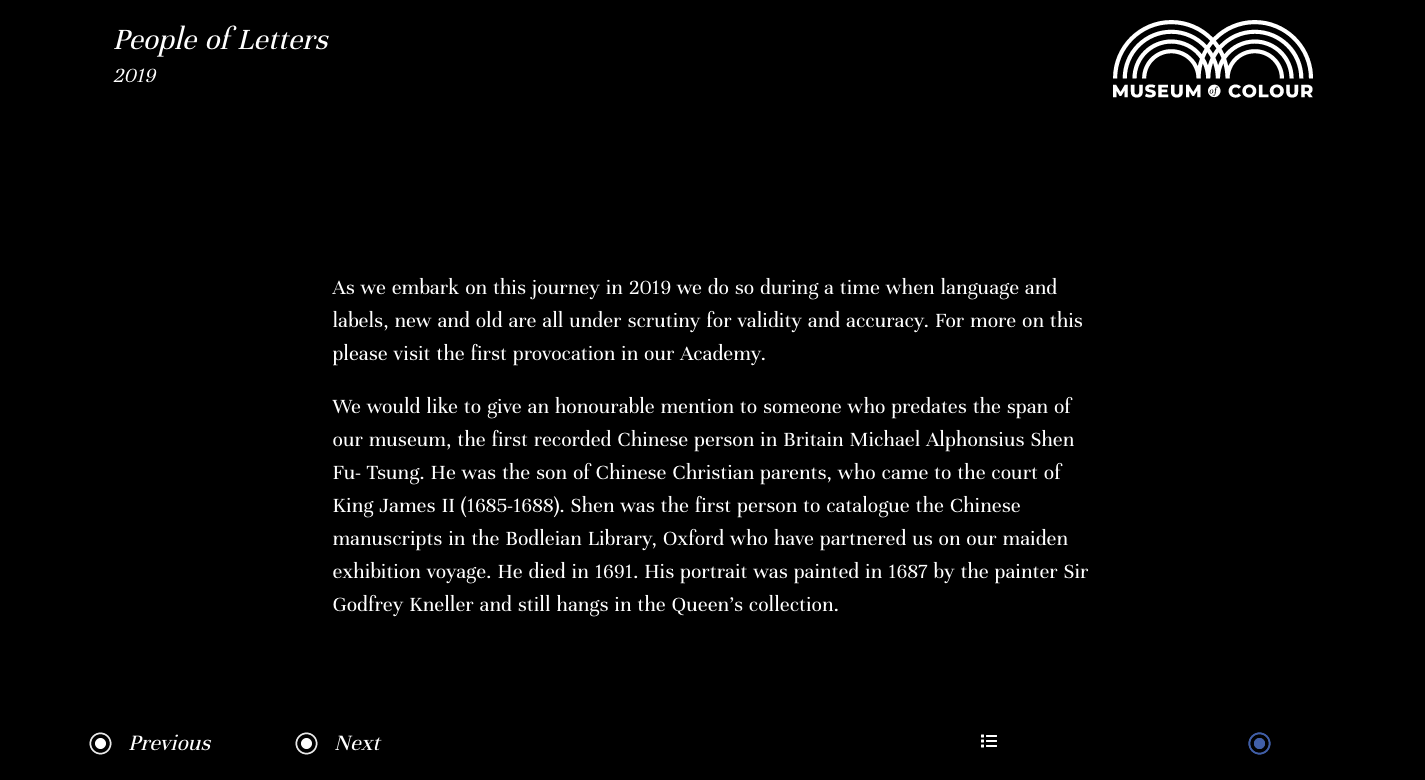 People of Letters
2019
MUSEUM of COLOUR
As we embark on this journey in 2019 we do so during a time when language and
labels, new and old are all under scrutiny for validity and accuracy. For more on this
please visit the first provocation in our Academy.
We would like to give an honourable mention to someone who predates the span of
our museum, the first recorded Chinese person in Britain Michael Alphonsius Shen
Fu- Tsung. He was the son of Chinese Christian parents, who came to the court of
King James II (1685-1688). Shen was the first person to catalogue the Chinese
manuscripts in the Bodleian Library, Oxford who have partnered us on our maiden
exhibition voyage. He died in 1691. His portrait was painted in 1687 by the painter Sir
Godfrey Kneller and still hangs in the Queen’s collection.
Previous
Next